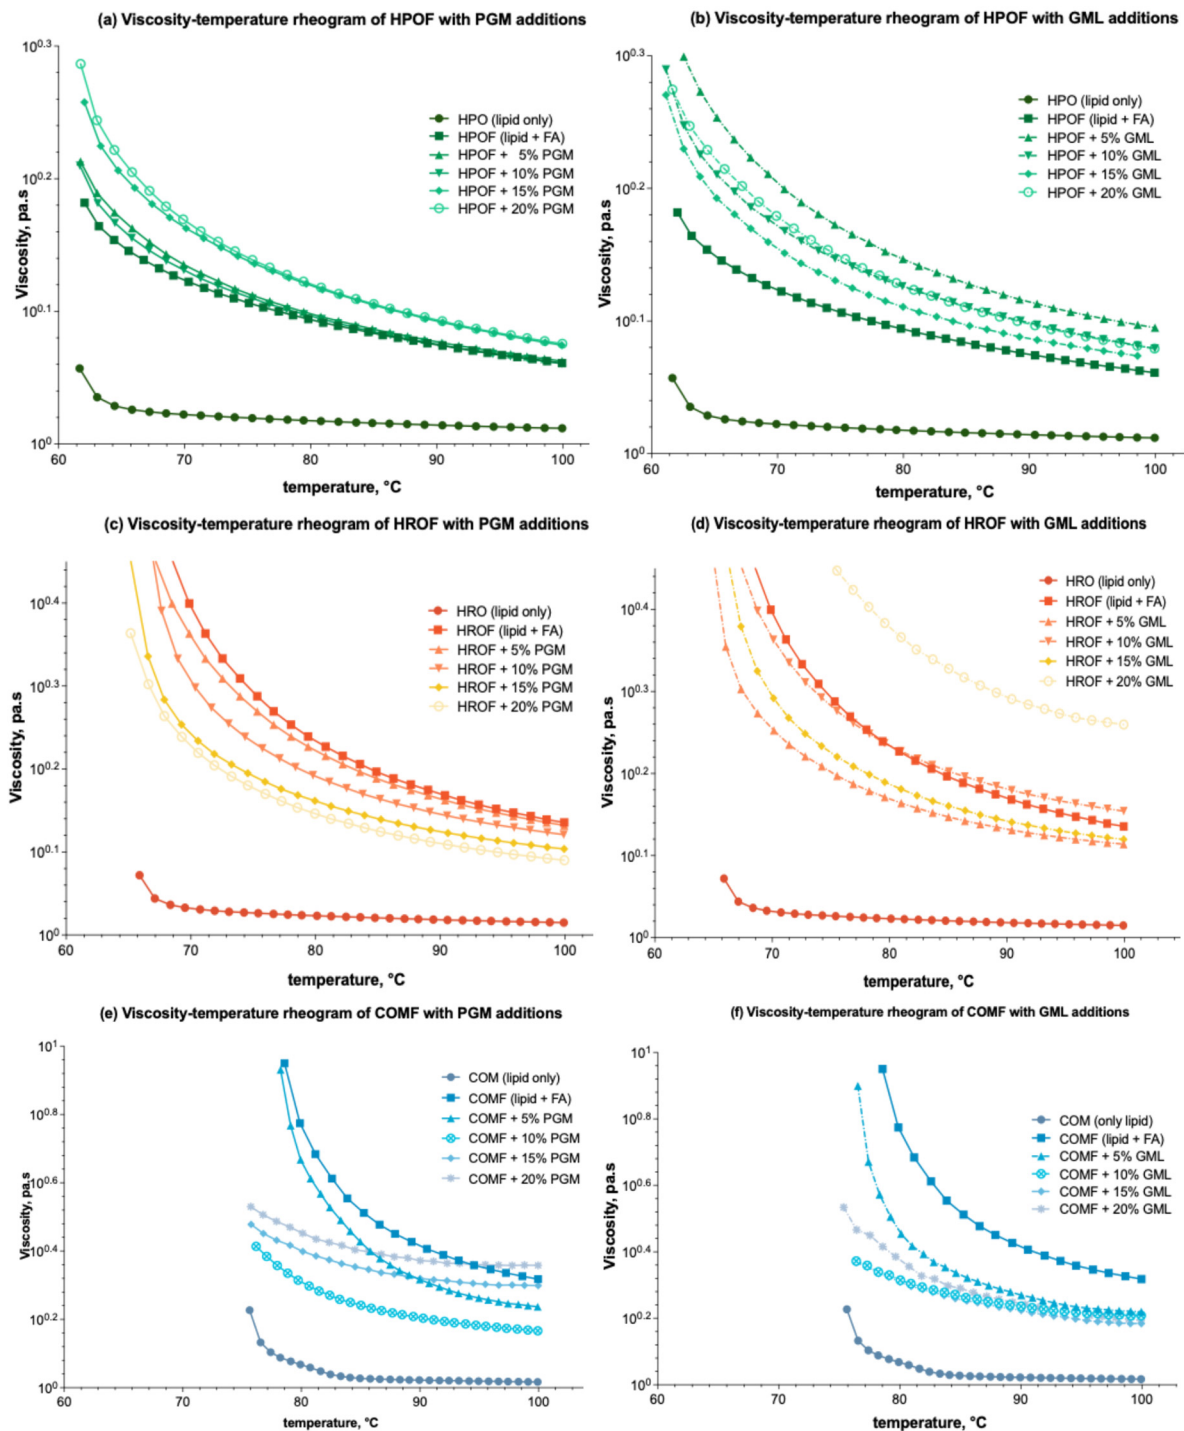 (a) Viscosity-temperature rheogram of HPOF with PGM additions
10^0.3
10^0.2
10^0.1
10^0
Viscosity, pa.s
HPO (lipid only)
HPOF (lipid + FA)
HPOF + 5% PGM
HPOF + 10% PGM
HPOF + 15% PGM
HPOF + 20% PGM
60 70 80 90 100
temperature, °C
(b) Viscosity-temperature rheogram of HPOF with GML additions
10^0.3
10^0.2
10^0.1
10^0
Viscosity, pa.s
HPO (lipid only)
HPOF (lipid + FA)
HPOF + 5% GML
HPOF + 10% GML
HPOF + 15% GML
HPOF + 20% GML
60 70 80 90 100
temperature, °C
(c) Viscosity-temperature rheogram of HROF with PGM additions
10^0.4
10^0.3
10^0.2
10^0.1
10^0
Viscosity, pa.s
HRO (lipid only)
HROF (lipid + FA)
HROF + 5% PGM
HROF + 10% PGM
HROF + 15% PGM
HROF + 20% PGM
60 70 80 90 100
temperature, °C
(d) Viscosity-temperature rheogram of HROF with GML additions
10^0.4
10^0.3
10^0.2
10^0.1
10^0
Viscosity, pa.s
HRO (lipid only)
HROF (lipid + FA)
HROF + 5% GML
HROF + 10% GML
HROF + 15% GML
HROF + 20% GML
60 70 80 90 100
temperature, °C
(e) Viscosity-temperature rheogram of COMF with PGM additions
10^1
10^0.8
10^0.6
10^0.4
10^0.2
10^0
Viscosity, pa.s
COM (lipid only)
COMF (lipid + FA)
COMF + 5% PGM
COMF + 10% PGM
COMF + 15% PGM
COMF + 20% PGM
60 70 80 90 100
temperature, °C
(f) Viscosity-temperature rheogram of COMF with GML additions
10^1
10^0.8
10^0.6
10^0.4
10^0.2
10^0
Viscosity, pa.s
COM (only lipid)
COMF (lipid + FA)
COMF + 5% GML
COMF + 10% GML
COMF + 15% GML
COMF + 20% GML
60 70 80 90 100
temperature, °C